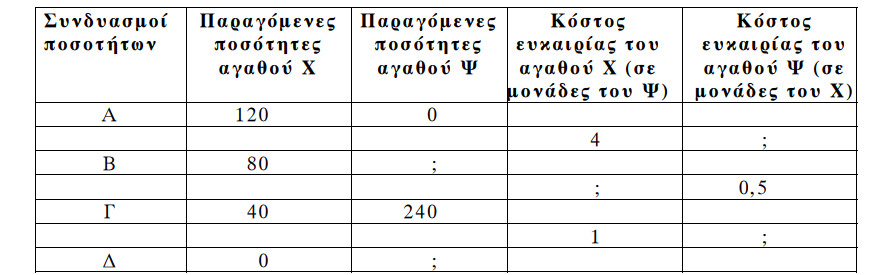 Συνδυασμοί ποσοτήτων | Παραγόμενες ποσότητες αγαθού Χ | Παραγόμενες ποσότητες αγαθού Ψ | Κόστος ευκαιρίας του αγαθού Χ (σε μονάδες του Ψ) | Κόστος ευκαιρίας του αγαθού Ψ (σε μονάδες του Χ)
Α 120 0
4 ;
Β 80 ;
; 0,5
Γ 40 240
1 ;
Δ 0 ;